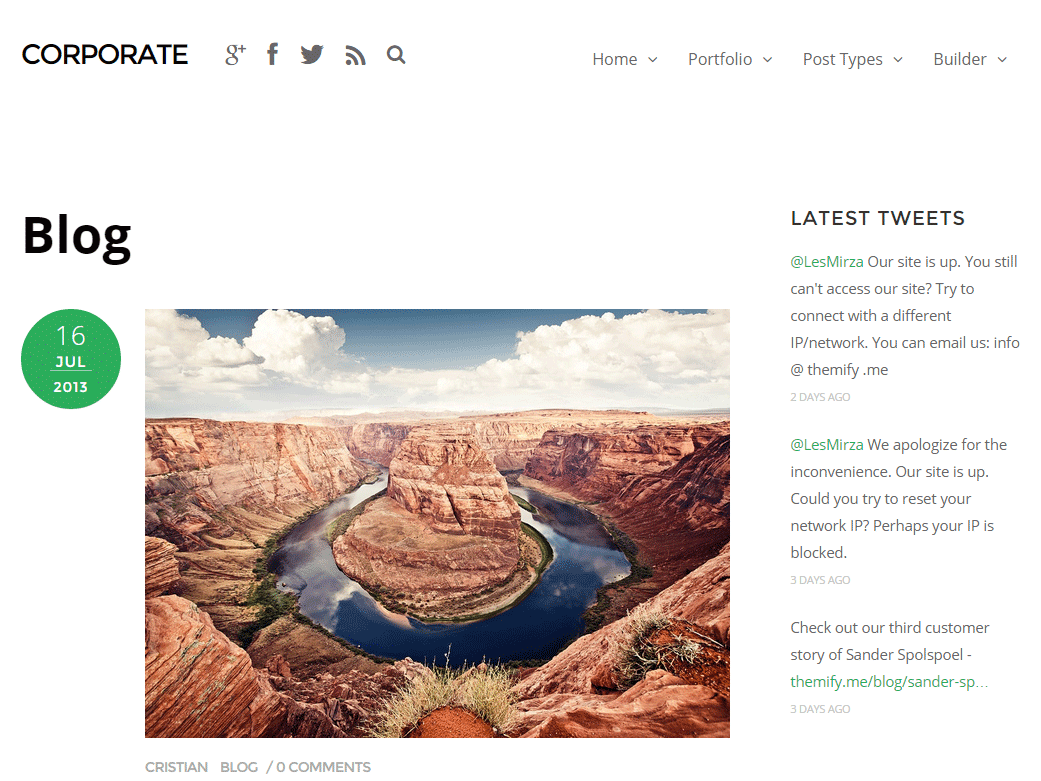 CORPORATE
Home Portfolio Post Types Builder
Blog
16
JUL
2013
CRISTIAN BLOG / 0 COMMENTS
LATEST TWEETS
@LesMirza Our site is up. You still
can't access our site? Try to
connect with a different
IP/network. You can email us: info
@ themify .me
2 DAYS AGO
@LesMirza We apologize for the
inconvenience. Our site is up.
Could you try to reset your
network IP? Perhaps your IP is
blocked.
3 DAYS AGO
Check out our third customer
story of Sander Spolspoel -
themify.me/blog/sander-sp…
3 DAYS AGO